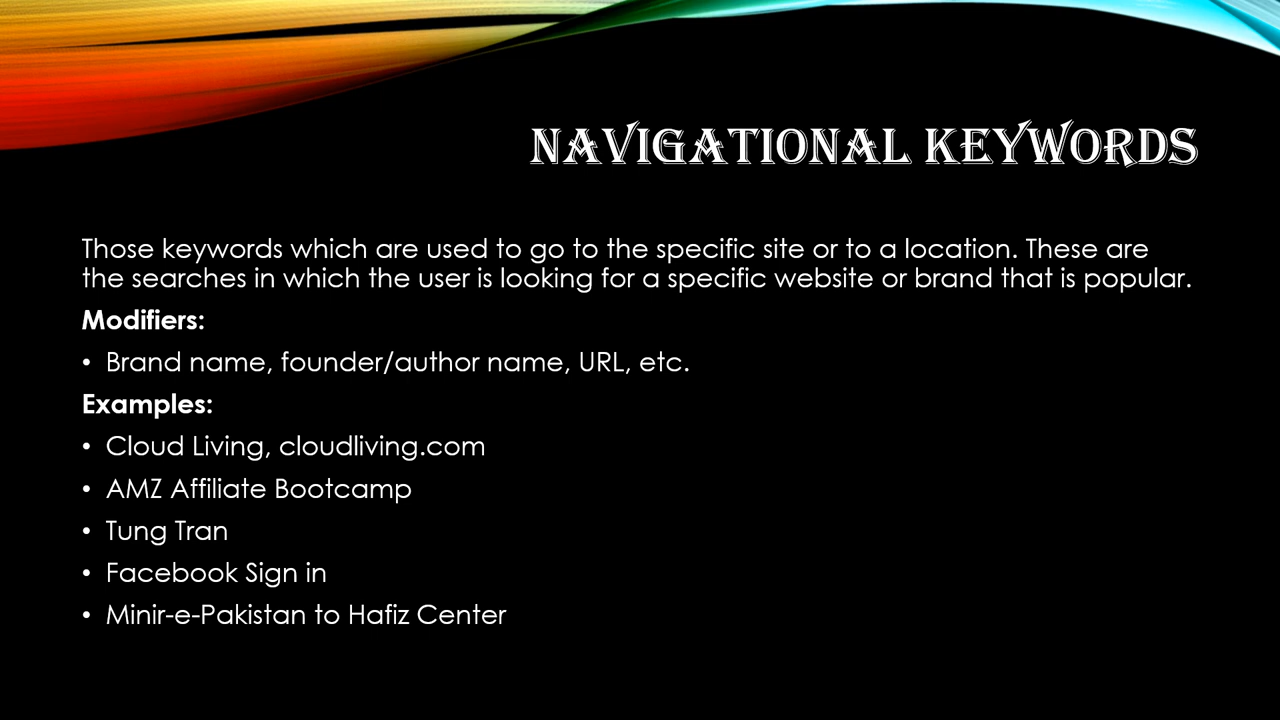 NAVIGATIONAL KEYWORDS
Those keywords which are used to go to the specific site or to a location. These are
the searches in which the user is looking for a specific website or brand that is popular.
Modifiers:
• Brand name, founder/author name, URL, etc.
Examples:
• Cloud Living, cloudliving.com
• AMZ Affiliate Bootcamp
• Tung Tran
• Facebook Sign in
• Minir-e-Pakistan to Hafiz Center